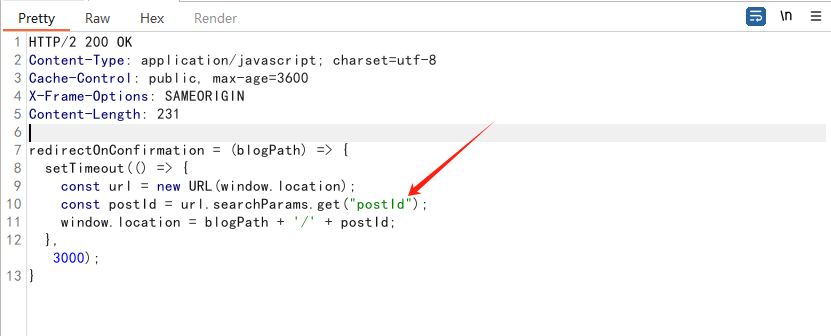 Pretty Raw Hex Render \n
1 HTTP/2 200 OK
2 Content-Type: application/javascript; charset=utf-8
3 Cache-Control: public, max-age=3600
4 X-Frame-Options: SAMEORIGIN
5 Content-Length: 231
6
7 redirectOnConfirmation = (blogPath) => {
8 setTimeout(() => {
9 const url = new URL(window.location);
10 const postId = url.searchParams.get("postId");
11 window.location = blogPath + '/' + postId;
12 },
3000);
13 }